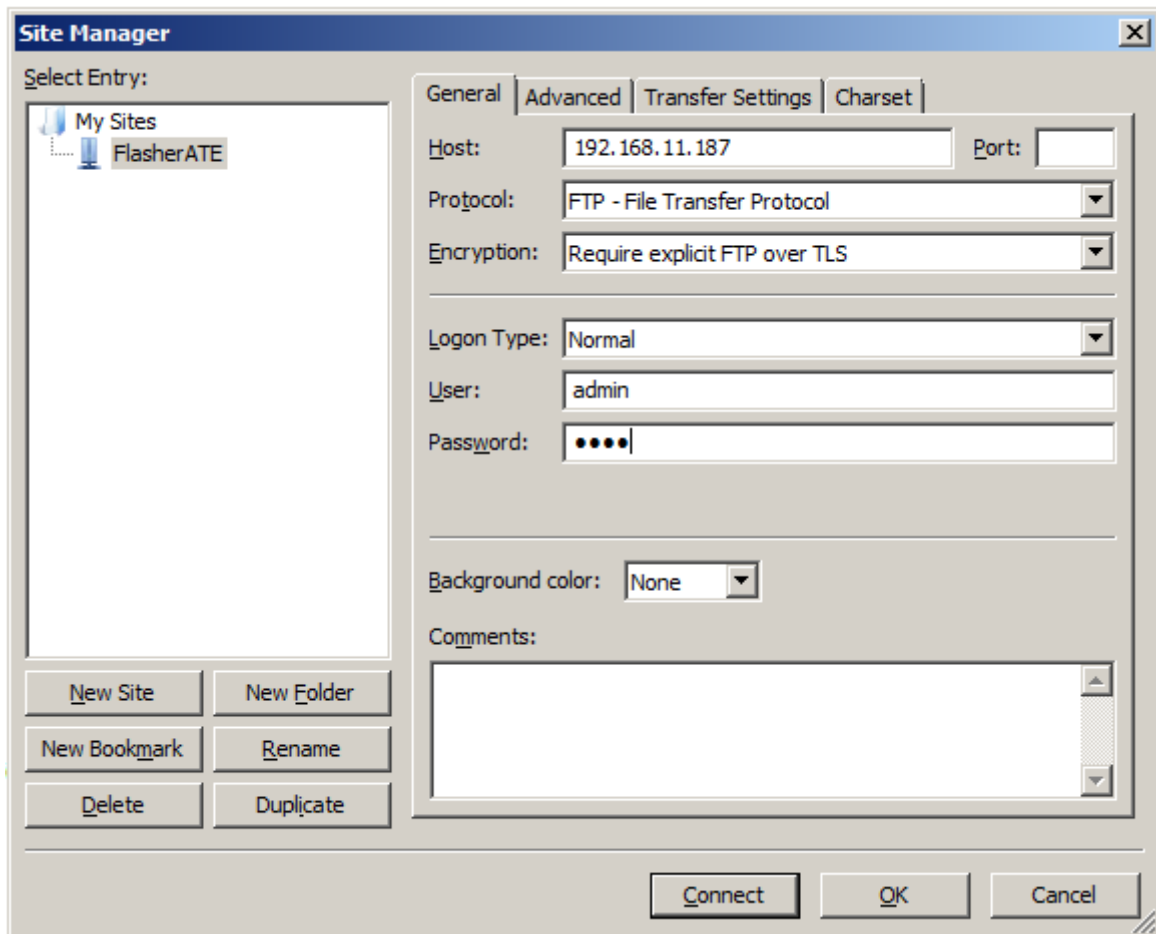 Site Manager
Select Entry:
My Sites
FlasherATE
New Site
New Folder
New Bookmark
Rename
Delete
Duplicate
General
Advanced
Transfer Settings
Charset
Host:
192.168.11.187
Port:
Protocol:
FTP - File Transfer Protocol
Encryption:
Require explicit FTP over TLS
Logon Type:
Normal
User:
admin
Password:
●●●●
Background color:
None
Comments:
Connect
OK
Cancel